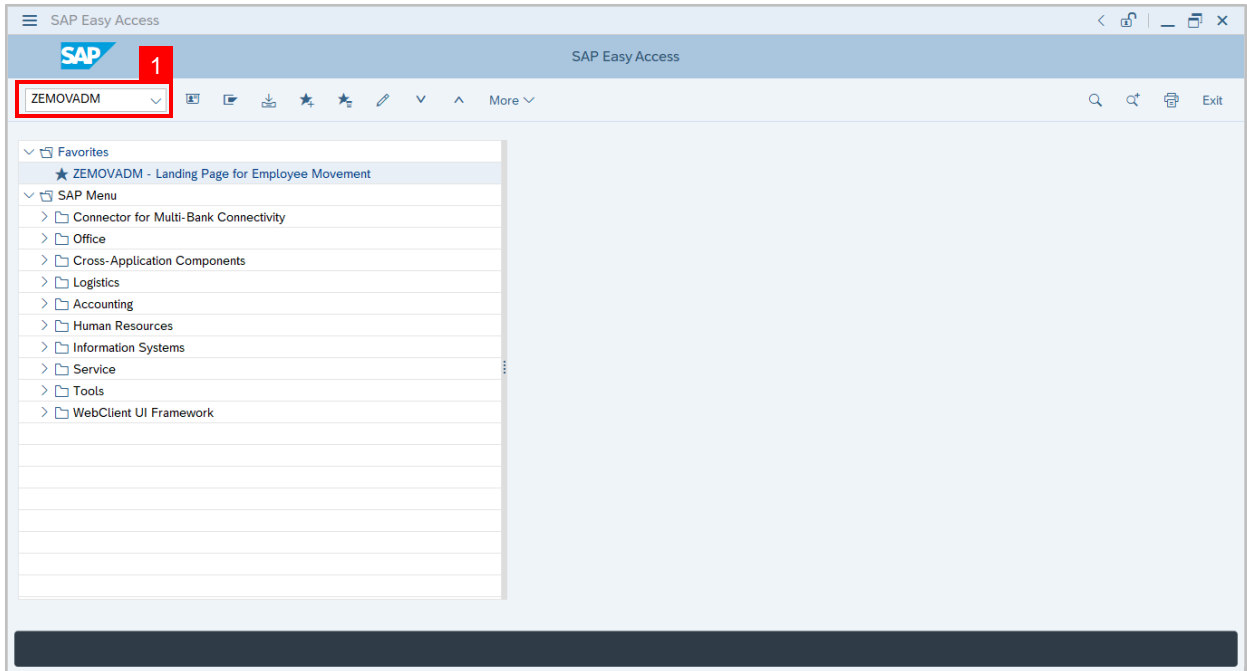 SAP Easy Access
SAP
SAP Easy Access
1
ZEMOVADM
More
Exit
Favorites
ZEMOVADM - Landing Page for Employee Movement
SAP Menu
Connector for Multi-Bank Connectivity
Office
Cross-Application Components
Logistics
Accounting
Human Resources
Information Systems
Service
Tools
WebClient UI Framework